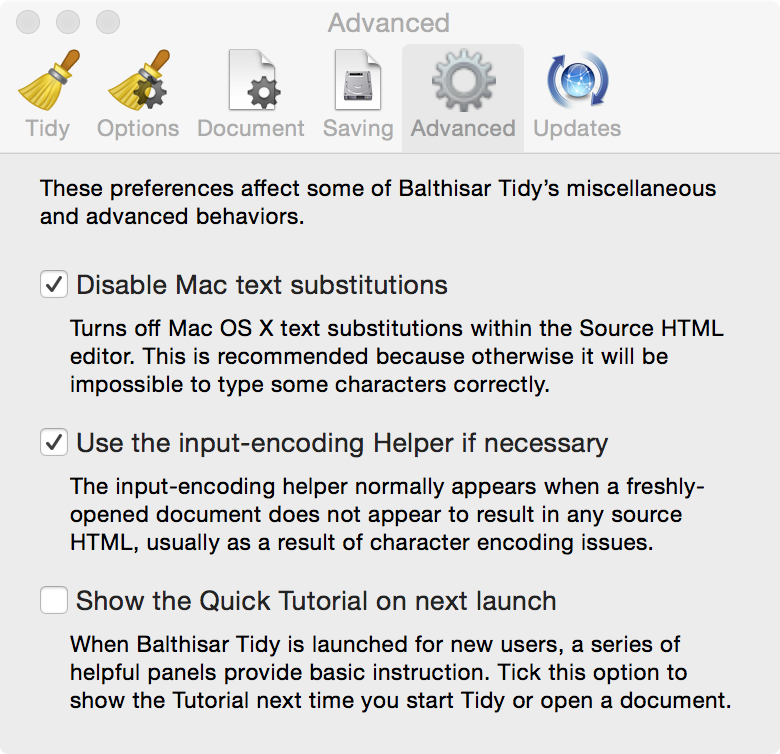 Advanced
Tidy Options Document Saving Advanced Updates
These preferences affect some of Balthisar Tidy’s miscellaneous
and advanced behaviors.
Disable Mac text substitutions
Turns off Mac OS X text substitutions within the Source HTML
editor. This is recommended because otherwise it will be
impossible to type some characters correctly.
Use the input-encoding Helper if necessary
The input-encoding helper normally appears when a freshly-
opened document does not appear to result in any source
HTML, usually as a result of character encoding issues.
Show the Quick Tutorial on next launch
When Balthisar Tidy is launched for new users, a series of
helpful panels provide basic instruction. Tick this option to
show the Tutorial next time you start Tidy or open a document.